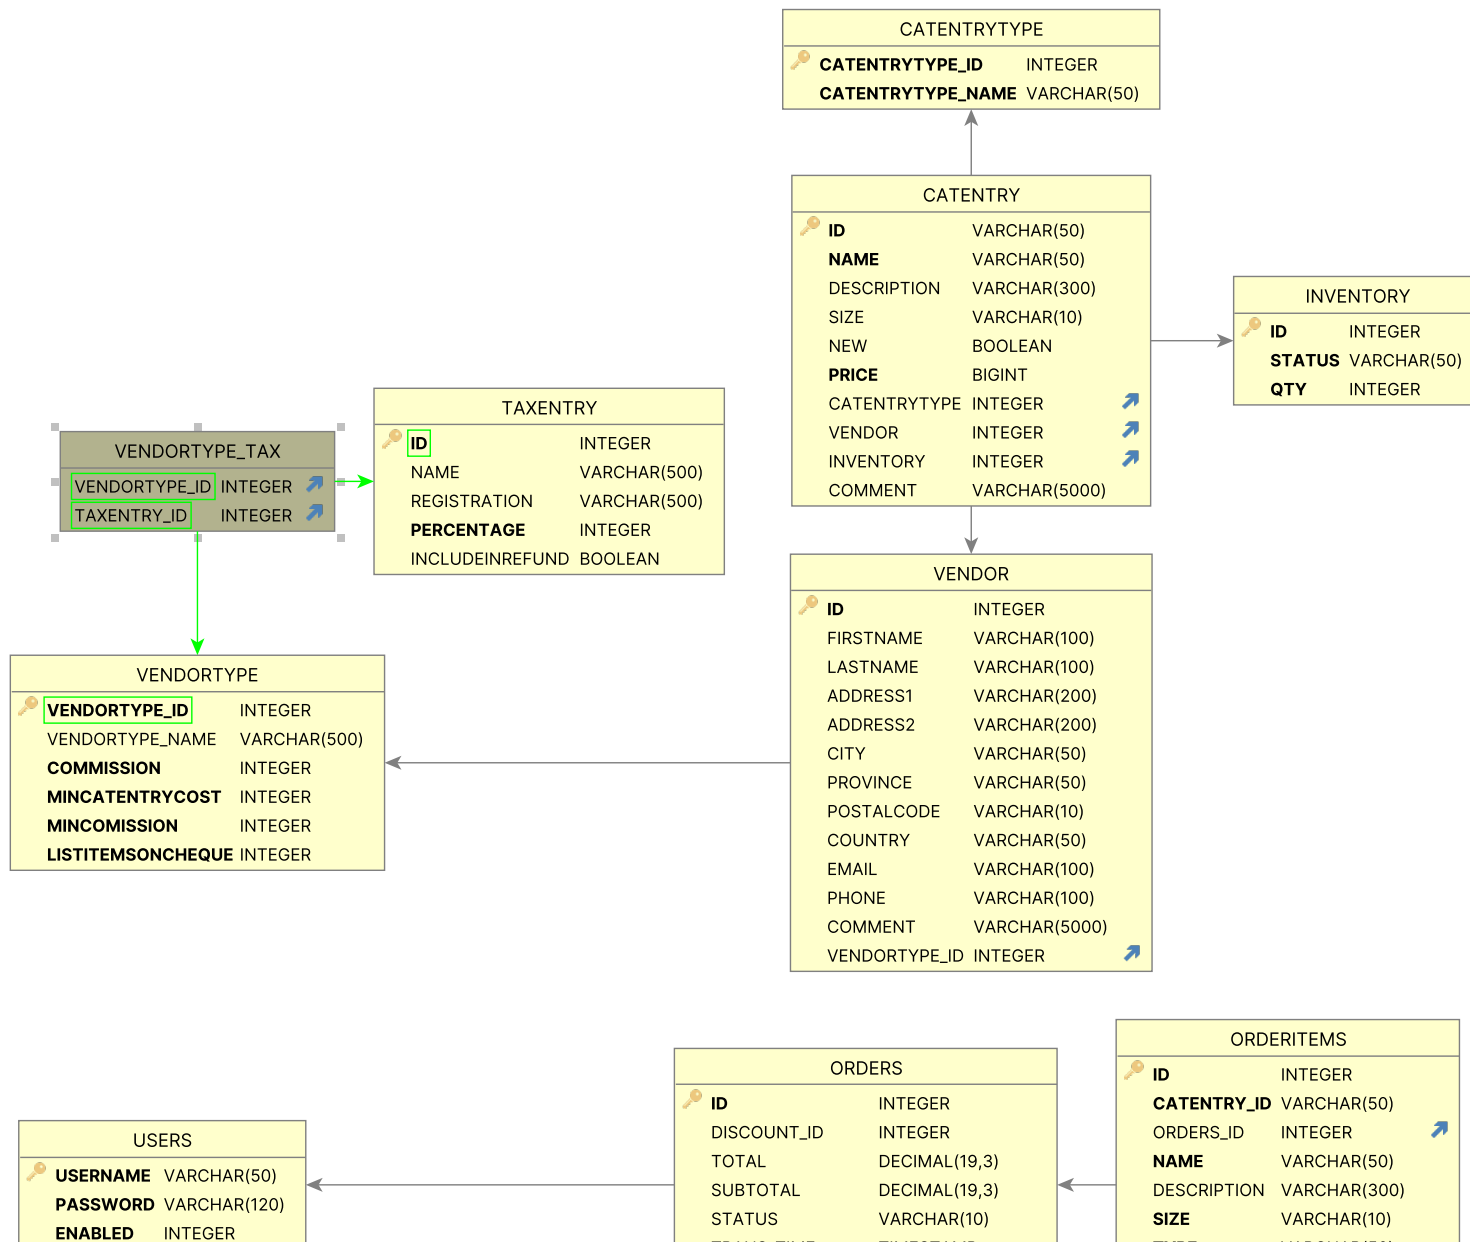 CATENTRYTYPE
CATENTRYTYPE_ID INTEGER
CATENTRYTYPE_NAME VARCHAR(50)
CATENTRY
ID VARCHAR(50)
NAME VARCHAR(50)
DESCRIPTION VARCHAR(300)
SIZE VARCHAR(10)
NEW BOOLEAN
PRICE BIGINT
CATENTRYTYPE INTEGER
VENDOR INTEGER
INVENTORY INTEGER
COMMENT VARCHAR(5000)
INVENTORY
ID INTEGER
STATUS VARCHAR(50)
QTY INTEGER
TAXENTRY
ID INTEGER
NAME VARCHAR(500)
REGISTRATION VARCHAR(500)
PERCENTAGE INTEGER
INCLUDEINREFUND BOOLEAN
VENDORTYPE_TAX
VENDORTYPE_ID INTEGER
TAXENTRY_ID INTEGER
VENDOR
ID INTEGER
FIRSTNAME VARCHAR(100)
LASTNAME VARCHAR(100)
ADDRESS1 VARCHAR(200)
ADDRESS2 VARCHAR(200)
CITY VARCHAR(50)
PROVINCE VARCHAR(50)
POSTALCODE VARCHAR(10)
COUNTRY VARCHAR(50)
EMAIL VARCHAR(100)
PHONE VARCHAR(100)
COMMENT VARCHAR(5000)
VENDORTYPE_ID INTEGER
VENDORTYPE
VENDORTYPE_ID INTEGER
VENDORTYPE_NAME VARCHAR(500)
COMMISSION INTEGER
MINCATENTRYCOST INTEGER
MINCOMISSION INTEGER
LISTITEMSONCHEQUE INTEGER
ORDERITEMS
ID INTEGER
CATENTRY_ID VARCHAR(50)
ORDERS_ID INTEGER
NAME VARCHAR(50)
DESCRIPTION VARCHAR(300)
SIZE VARCHAR(10)
ORDERS
ID INTEGER
DISCOUNT_ID INTEGER
TOTAL DECIMAL(19,3)
SUBTOTAL DECIMAL(19,3)
STATUS VARCHAR(10)
USERS
USERNAME VARCHAR(50)
PASSWORD VARCHAR(120)
ENABLED INTEGER